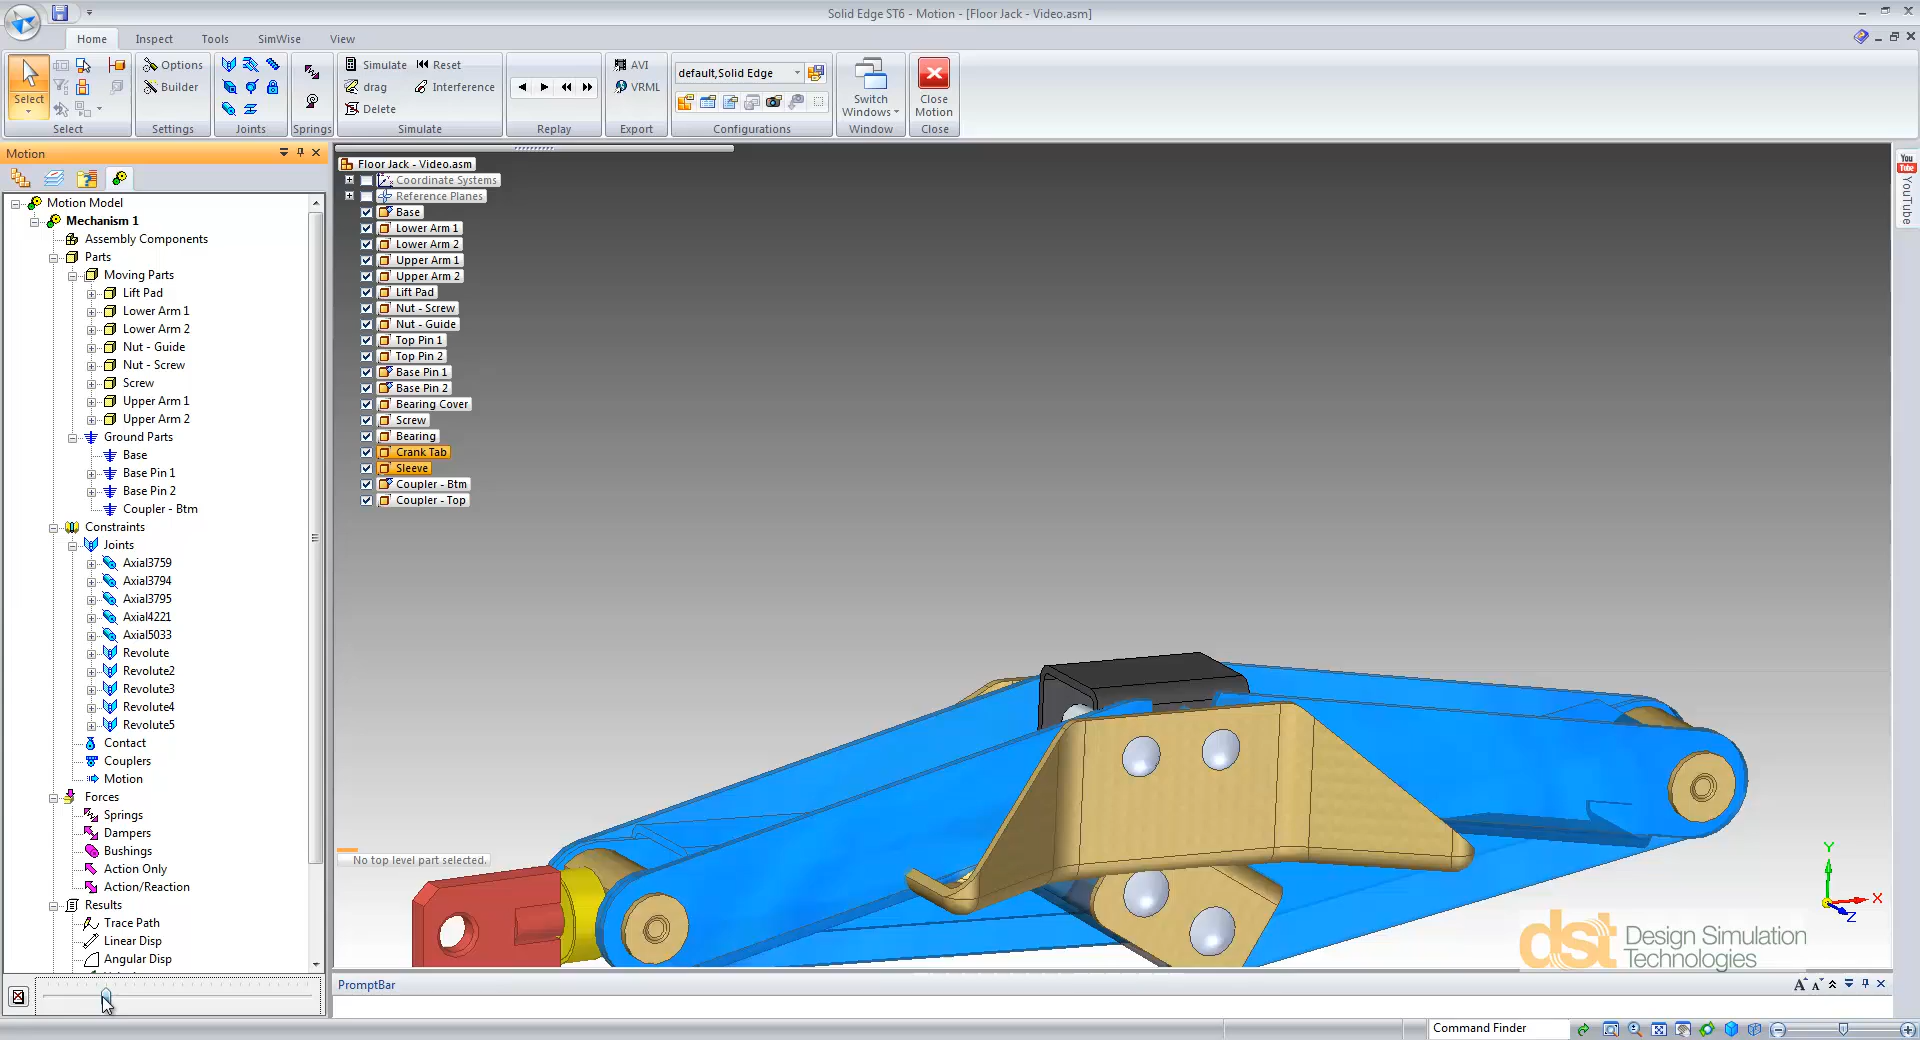 Solid Edge ST6 - Motion - [Floor Jack - Video.asm]
Home Inspect Tools SimWise View
Select
Select
Options
Builder
Settings
Joints
Springs
Simulate Reset
drag Interference
Delete
Simulate
Replay
AVI
VRML
Export
default,Solid Edge
Configurations
Switch
Windows
Window
Close
Motion
Close
Motion
Motion Model
Mechanism 1
Assembly Components
Parts
Moving Parts
Lift Pad
Lower Arm 1
Lower Arm 2
Nut - Guide
Nut - Screw
Screw
Upper Arm 1
Upper Arm 2
Ground Parts
Base
Base Pin 1
Base Pin 2
Coupler - Btm
Constraints
Joints
Axial3759
Axial3794
Axial3795
Axial4221
Axial5033
Revolute
Revolute2
Revolute3
Revolute4
Revolute5
Contact
Couplers
Motion
Forces
Springs
Dampers
Bushings
Action Only
Action/Reaction
Results
Trace Path
Linear Disp
Angular Disp
Floor Jack - Video.asm
Coordinate Systems
Reference Planes
Base
Lower Arm 1
Lower Arm 2
Upper Arm 1
Upper Arm 2
Lift Pad
Nut - Screw
Nut - Guide
Top Pin 1
Top Pin 2
Base Pin 1
Base Pin 2
Bearing Cover
Screw
Bearing
Crank Tab
Sleeve
Coupler - Btm
Coupler - Top
No top level part selected.
Y
X
Z
dst Design Simulation
Technologies
You
Tube
YouTube
PromptBar
A A
Command Finder